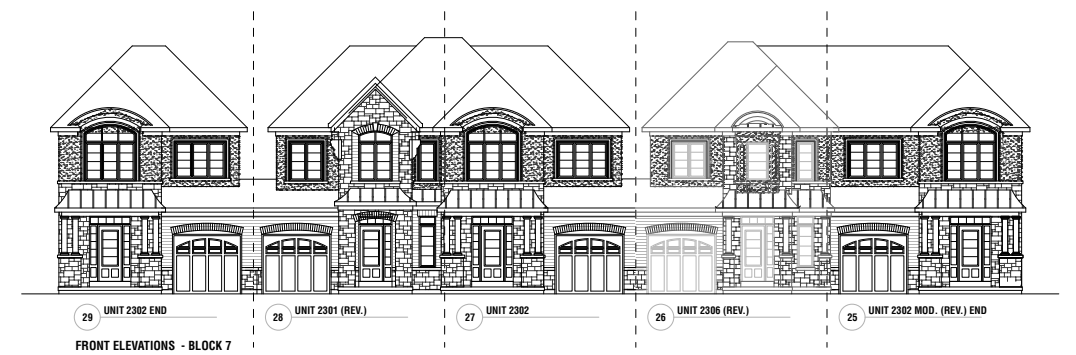 29 UNIT 2302 END
28 UNIT 2301 (REV.)
27 UNIT 2302
26 UNIT 2306 (REV.)
25 UNIT 2302 MOD. (REV.) END
FRONT ELEVATIONS - BLOCK 7